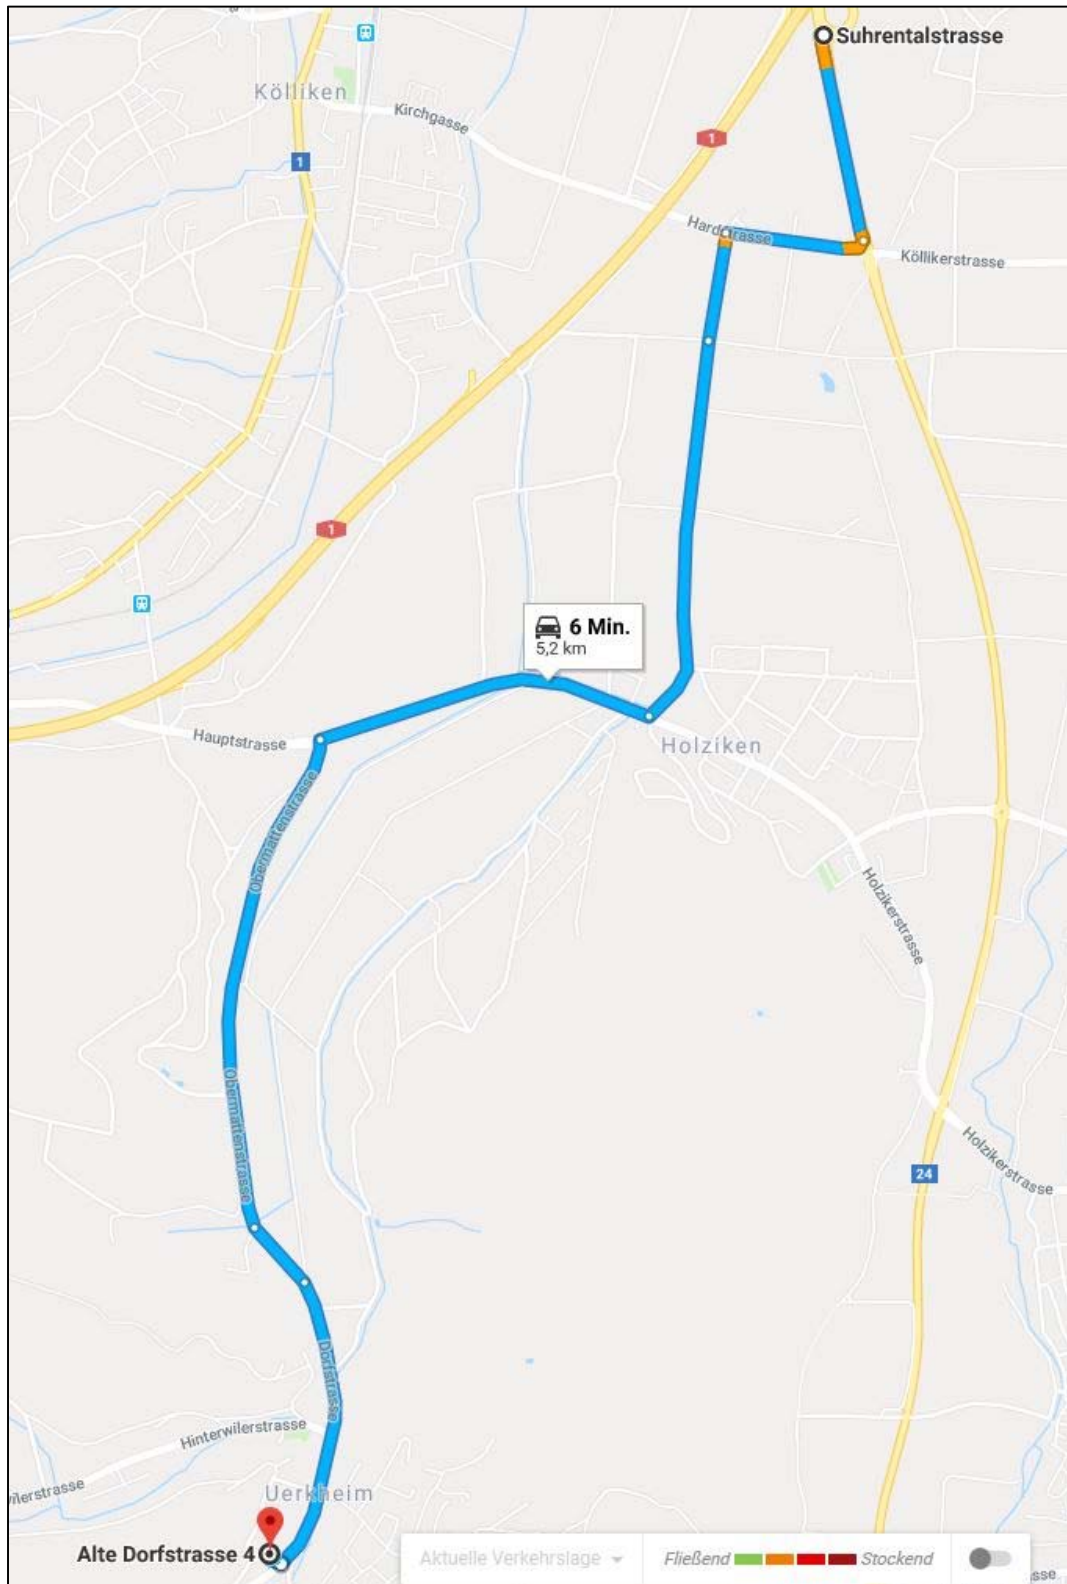 Suhrentalstrasse
Kölliken
Kirchgasse
1
1
Hardstrasse
Köllikerstrasse
1
6 Min.
5,2 km
Hauptstrasse
Holziken
Obermattenstrasse
Holzikerstrasse
Obermattenstrasse
Holzikerstrasse
24
Dorfstrasse
Hinterwilerstrasse
Uerkheim
Alte Dorfstrasse 4
Aktuelle Verkehrslage
Fließend
Stockend